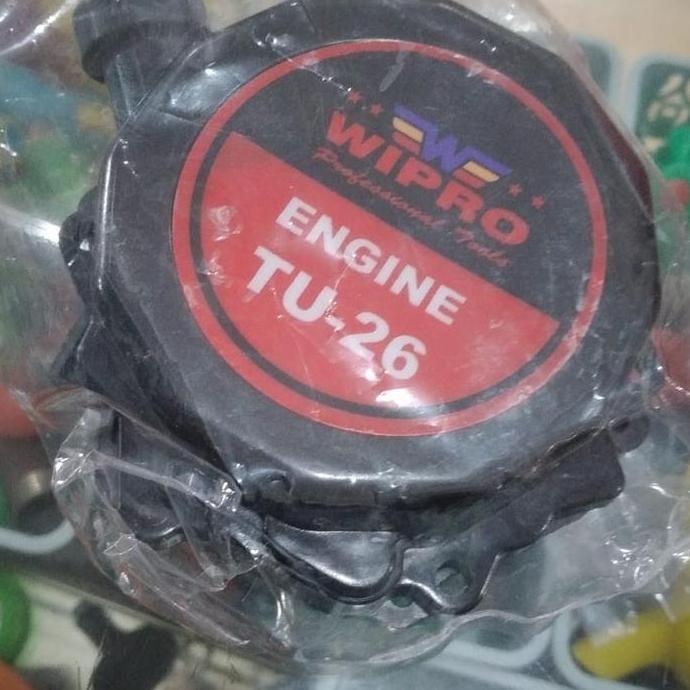 WIPRO
Professional Tools
ENGINE
TU-26